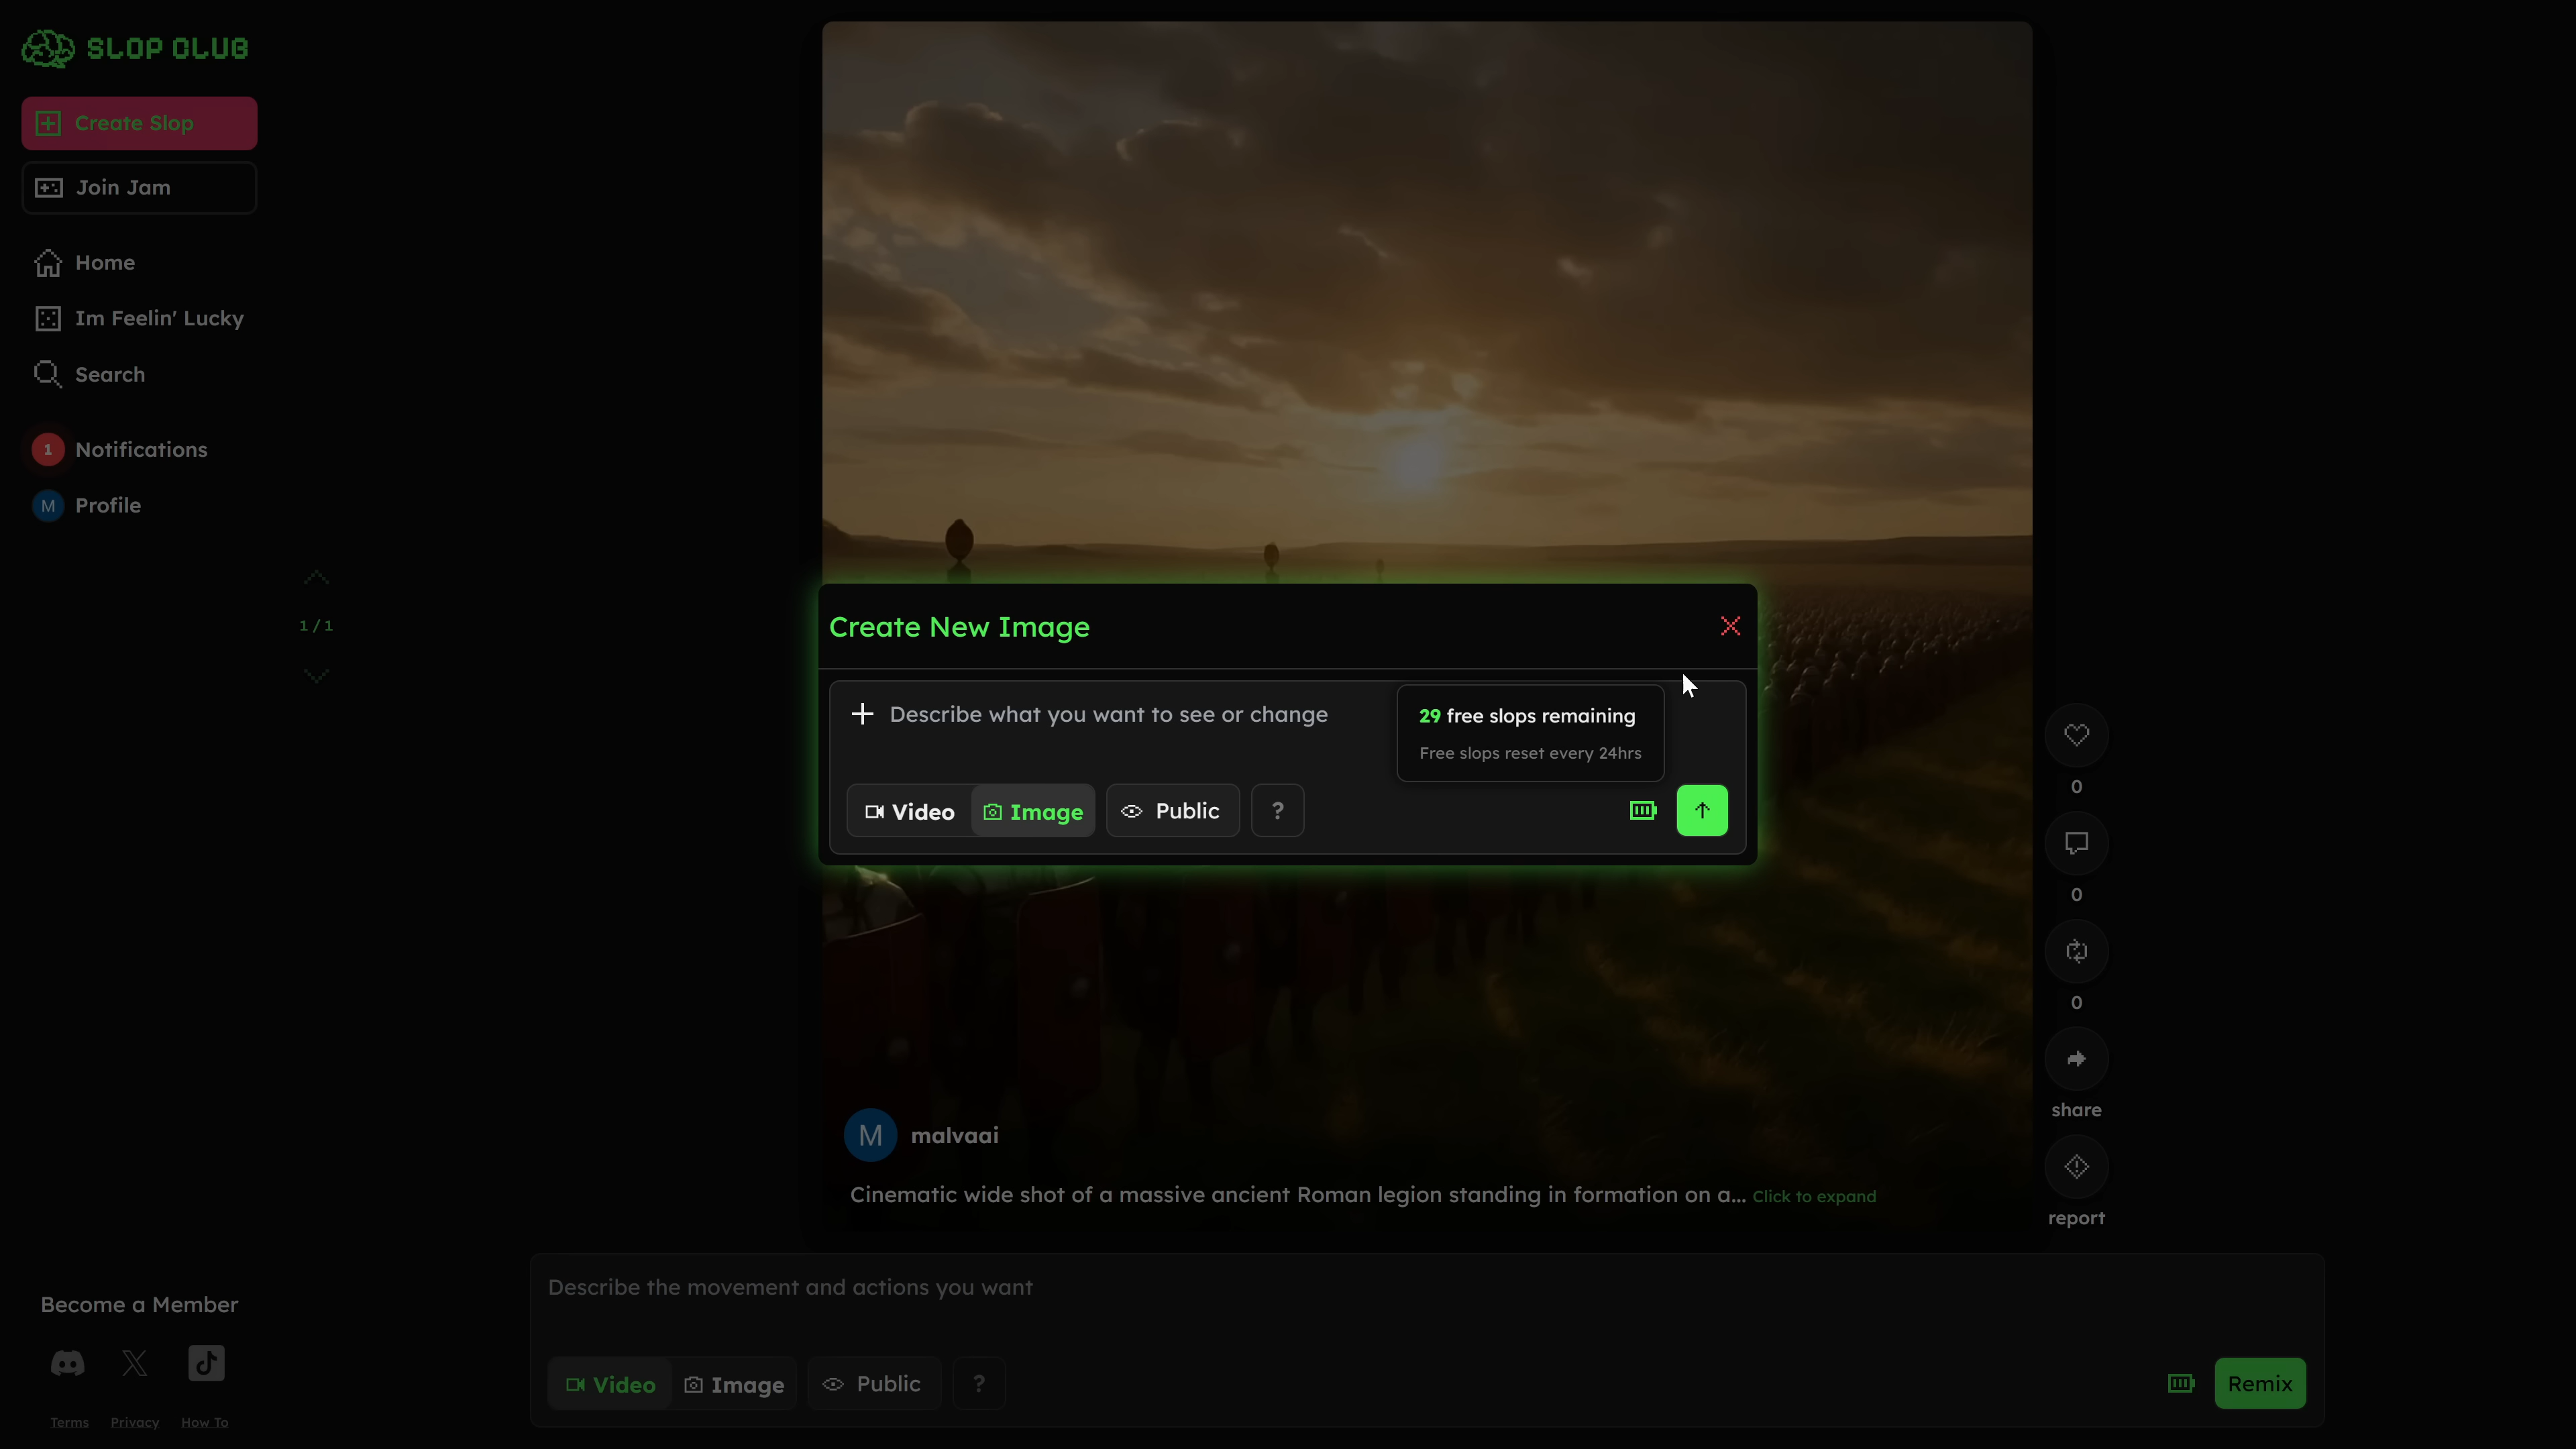 SLOP CLUB
Create Slop
Join Jam
Home
Im Feelin' Lucky
Search
1 Notifications
M Profile
1 / 1
Create New Image
Describe what you want to see or change
29 free slops remaining
Free slops reset every 24hrs
Video Image Public ?
0
0
0
share
report
M malvaai
Cinematic wide shot of a massive ancient Roman legion standing in formation on a... Click to expand
Describe the movement and actions you want
Video Image Public ? Remix
Become a Member
Terms Privacy How To